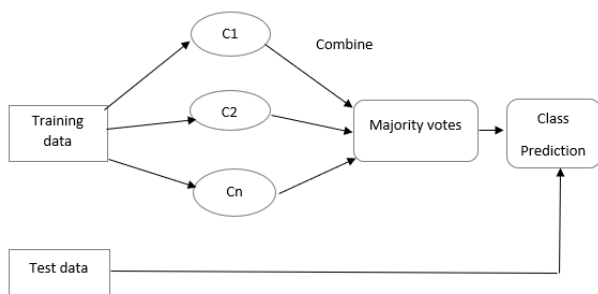 C1
Combine
Training
data
C2
Majority votes
Class
Prediction
Cn
Test data